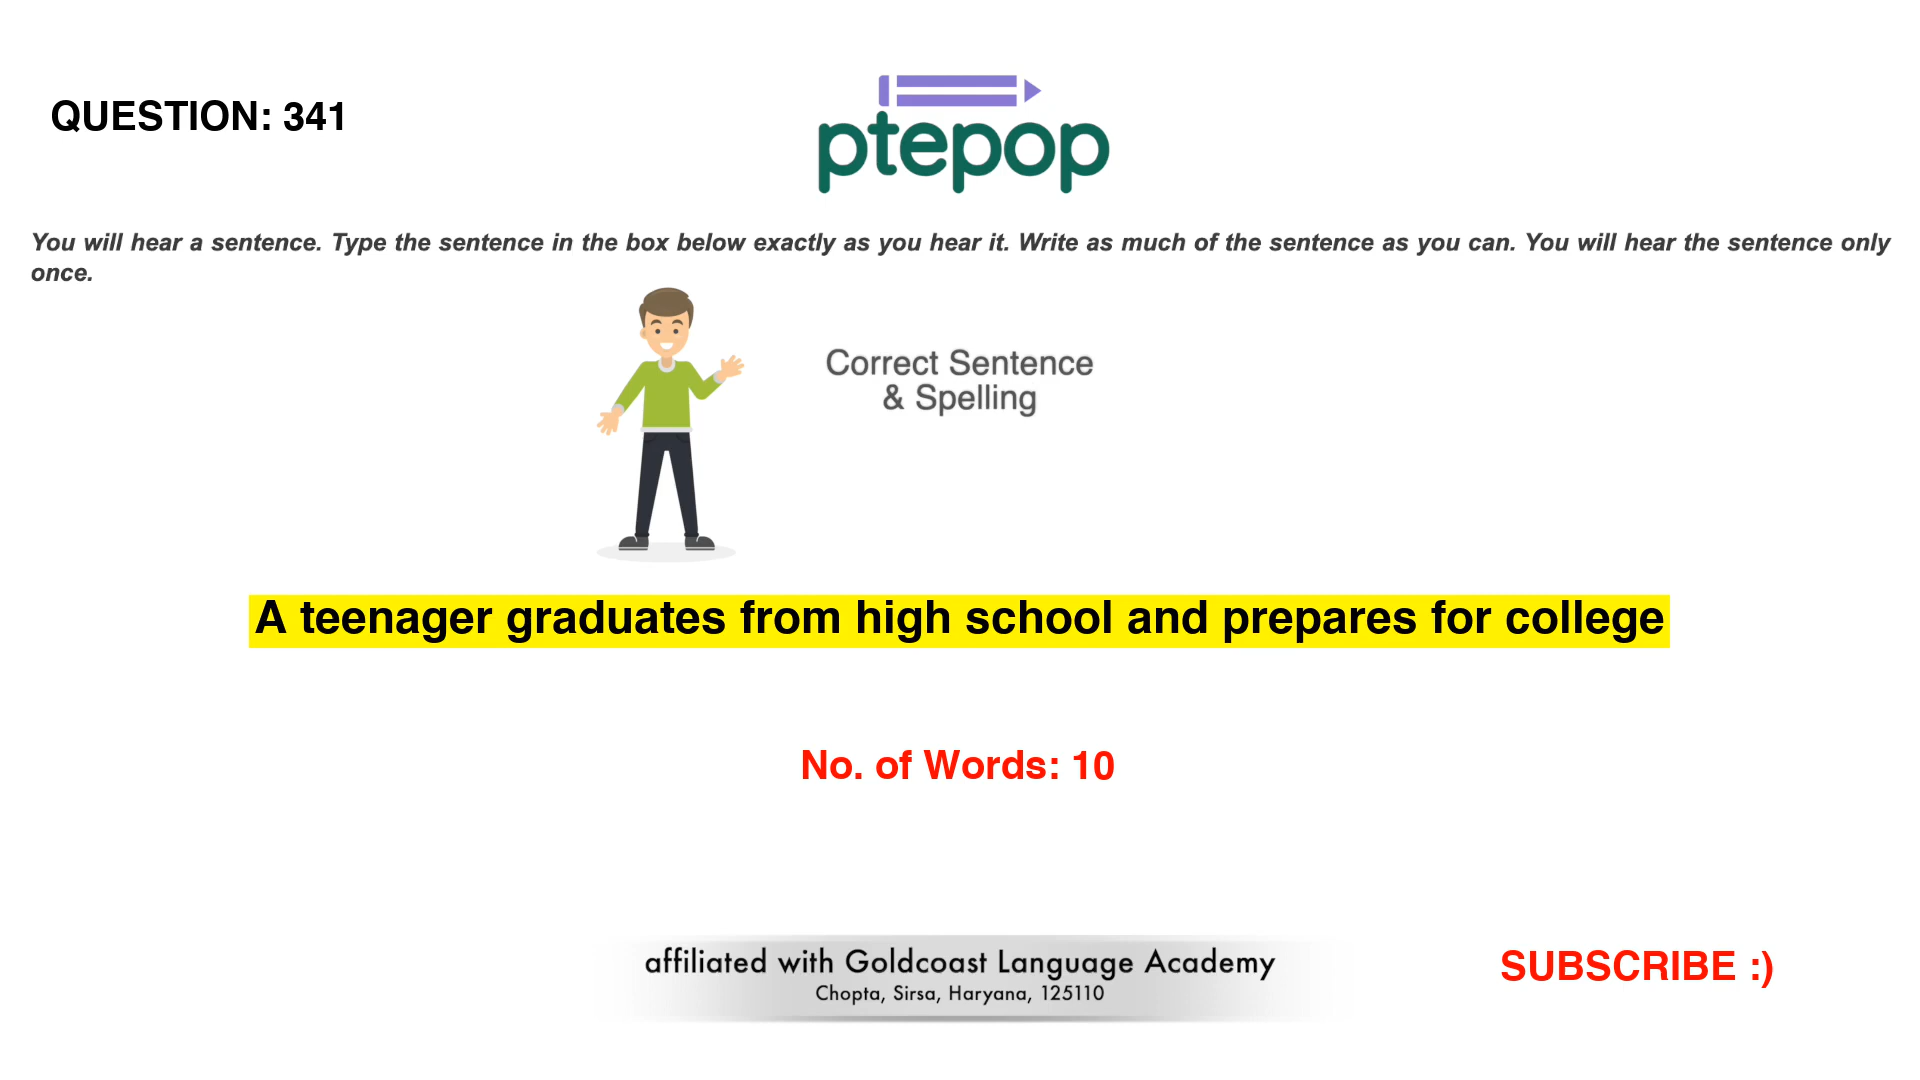 QUESTION: 341
ptepop
You will hear a sentence. Type the sentence in the box below exactly as you hear it. Write as much of the sentence as you can. You will hear the sentence only
once.
Correct Sentence
& Spelling
A teenager graduates from high school and prepares for college
No. of Words: 10
affiliated with Goldcoast Language Academy
Chopta, Sirsa, Haryana, 125110
SUBSCRIBE :)